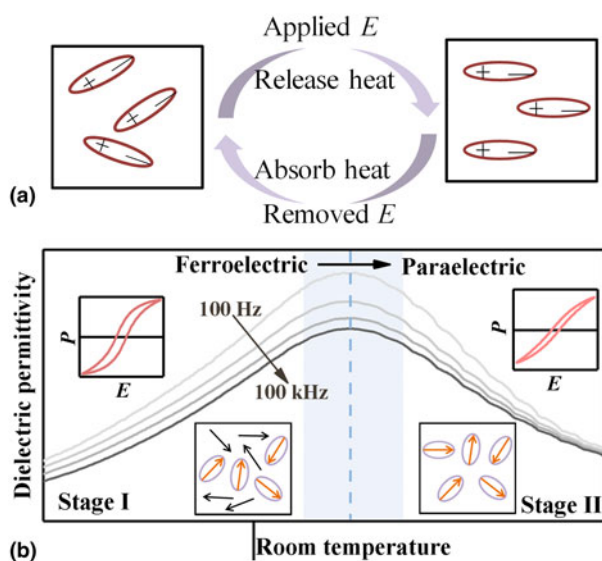 Applied E
Release heat
Absorb heat
Removed E
(a)
+ − + − + −
+ − + − + −
Ferroelectric → Paraelectric
100 Hz
100 kHz
P
E
P
E
Dielectric permittivity
Stage I
Stage II
Room temperature
(b)